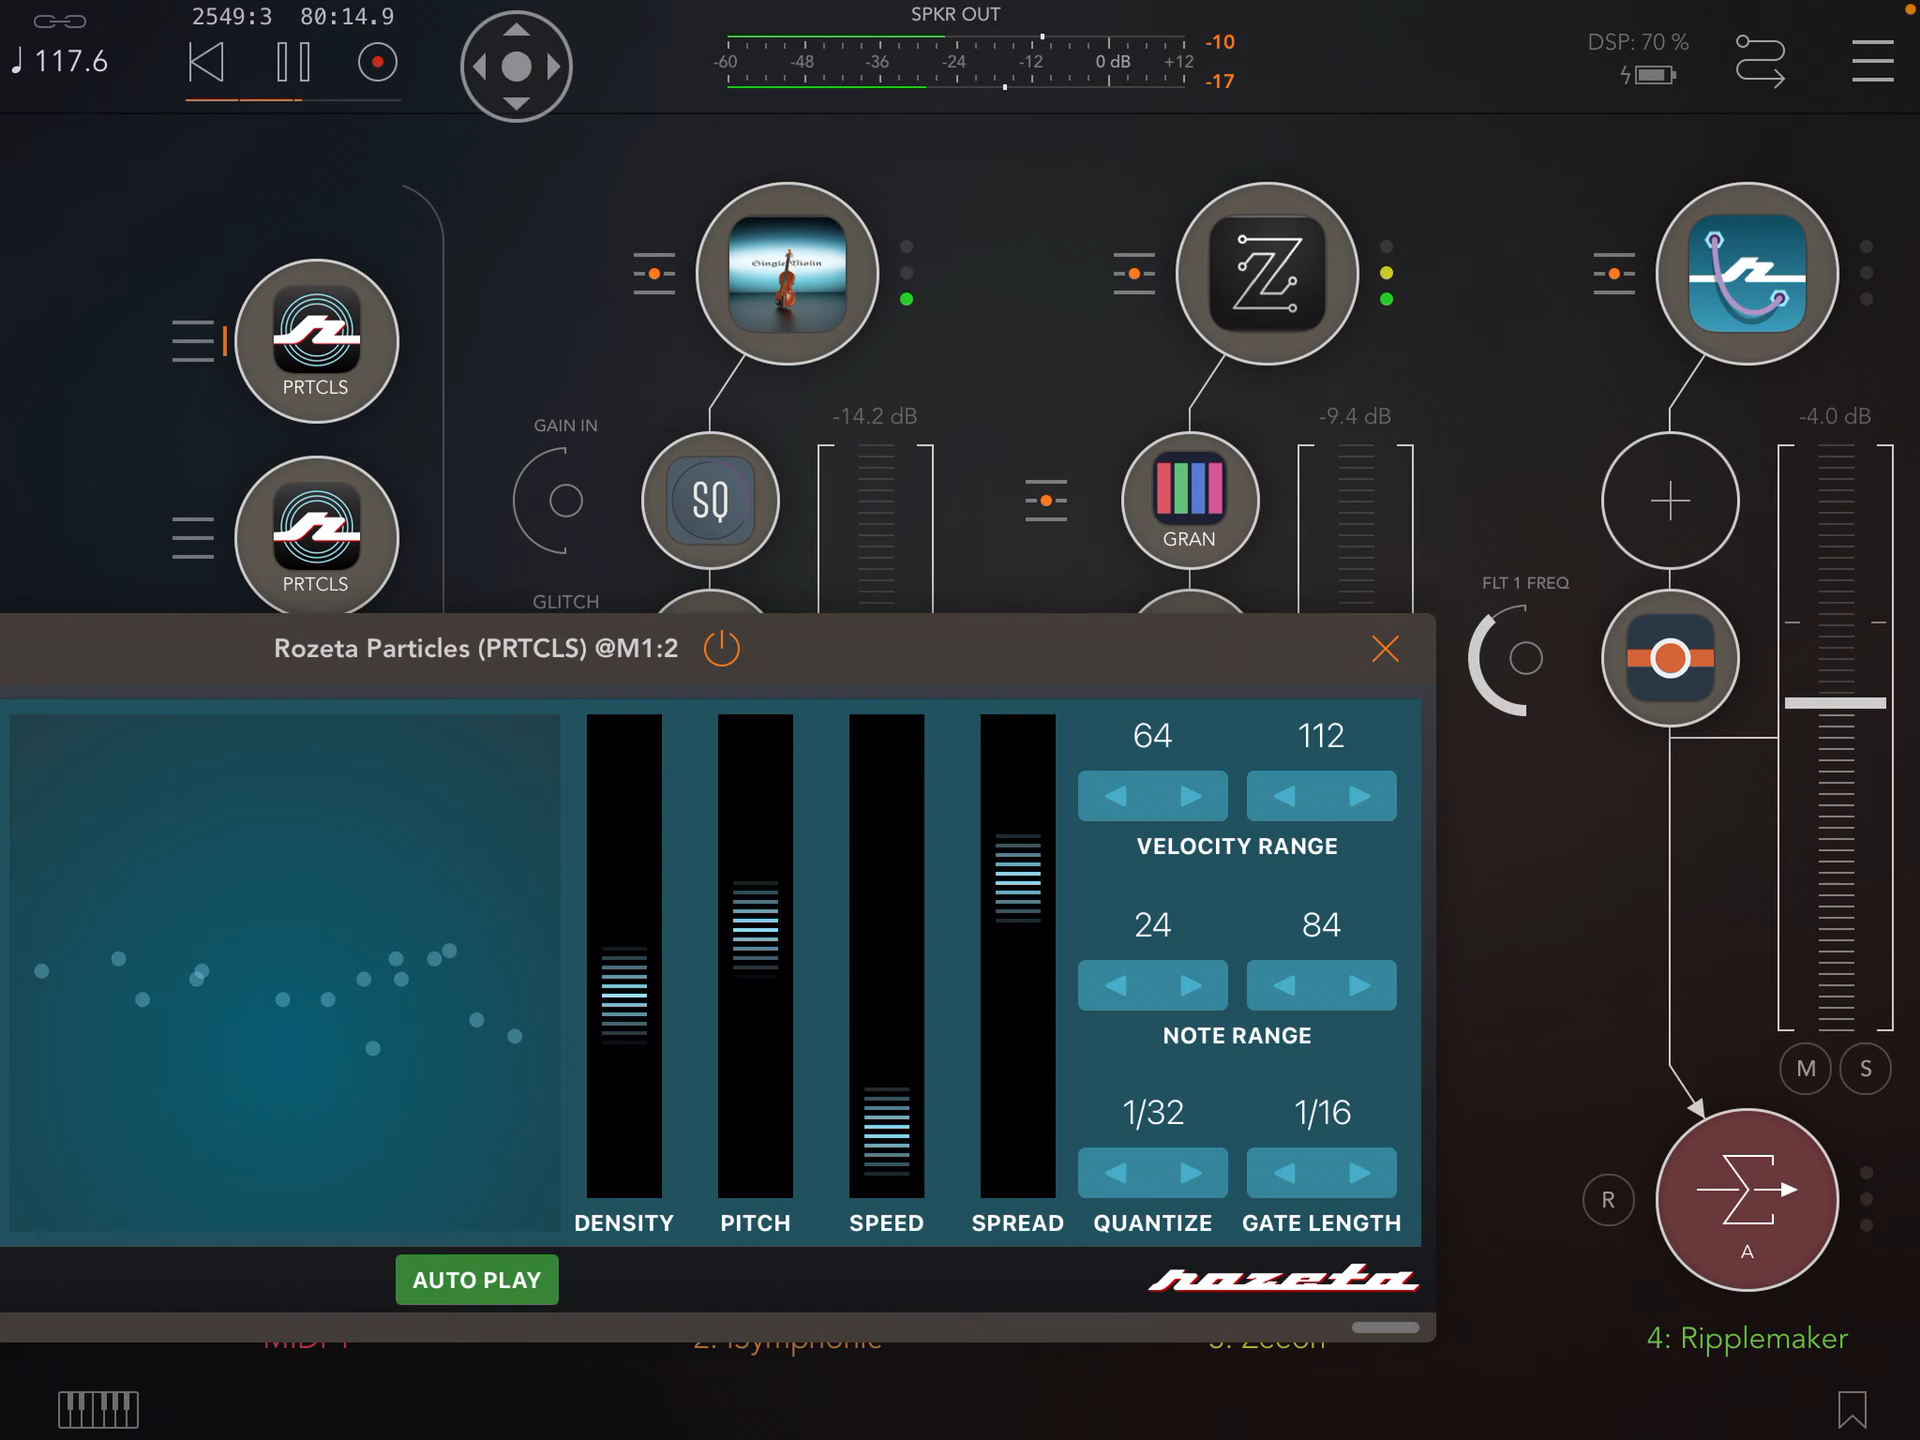 2549:3 80:14.9
SPKR OUT
♩ 117.6
-60 -48 -36 -24 -12 0 dB +12
-10
-17
DSP: 70 %
Single Violin
PRTCLS
PRTCLS
GAIN IN
-14.2 dB
-9.4 dB
-4.0 dB
SQ
GRAN
GLITCH
FLT 1 FREQ
Rozeta Particles (PRTCLS) @M1:2
64 112
VELOCITY RANGE
24 84
NOTE RANGE
1/32 1/16
DENSITY PITCH SPEED SPREAD QUANTIZE GATE LENGTH
AUTO PLAY
rozeta
M S
R
A
4: Ripplemaker